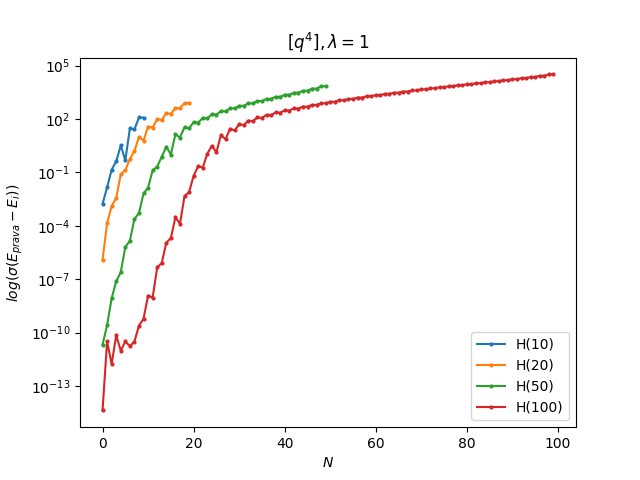 [q⁴], λ = 1
10⁵
10²
10⁻¹
10⁻⁴
10⁻⁷
10⁻¹⁰
10⁻¹³
log(σ(E_prava − E_i))
0 20 40 60 80 100
N
H(10)
H(20)
H(50)
H(100)